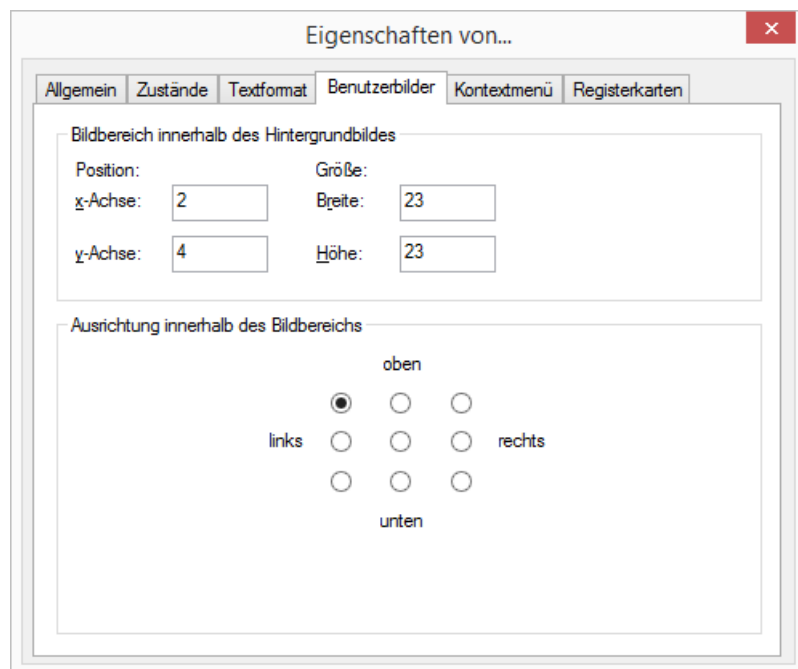 Eigenschaften von...
Allgemein Zustände Textformat Benutzerbilder Kontextmenü Registerkarten
Bildbereich innerhalb des Hintergrundbildes
Position: Größe:
x-Achse: 2 Breite: 23
y-Achse: 4 Höhe: 23
Ausrichtung innerhalb des Bildbereichs
oben
links rechts
unten